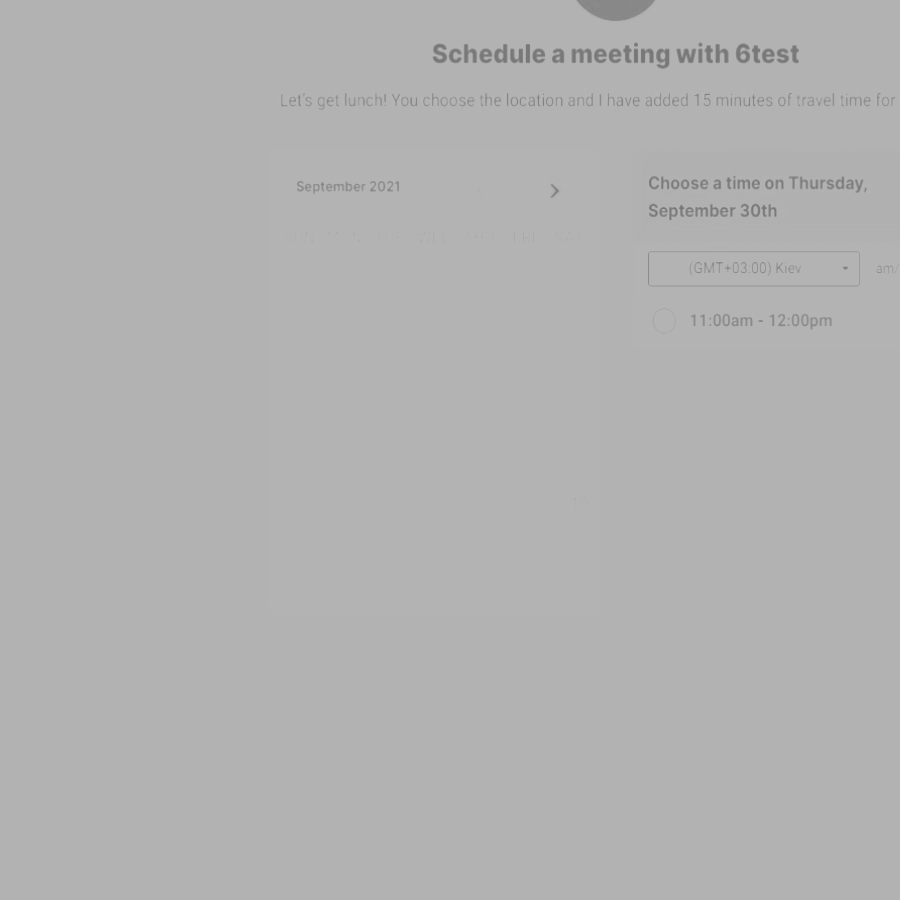 Schedule a meeting with 6test
Let's get lunch! You choose the location and I have added 15 minutes of travel time for
September 2021
Choose a time on Thursday,
September 30th
(GMT+03:00) Kiev
am/
11:00am - 12:00pm